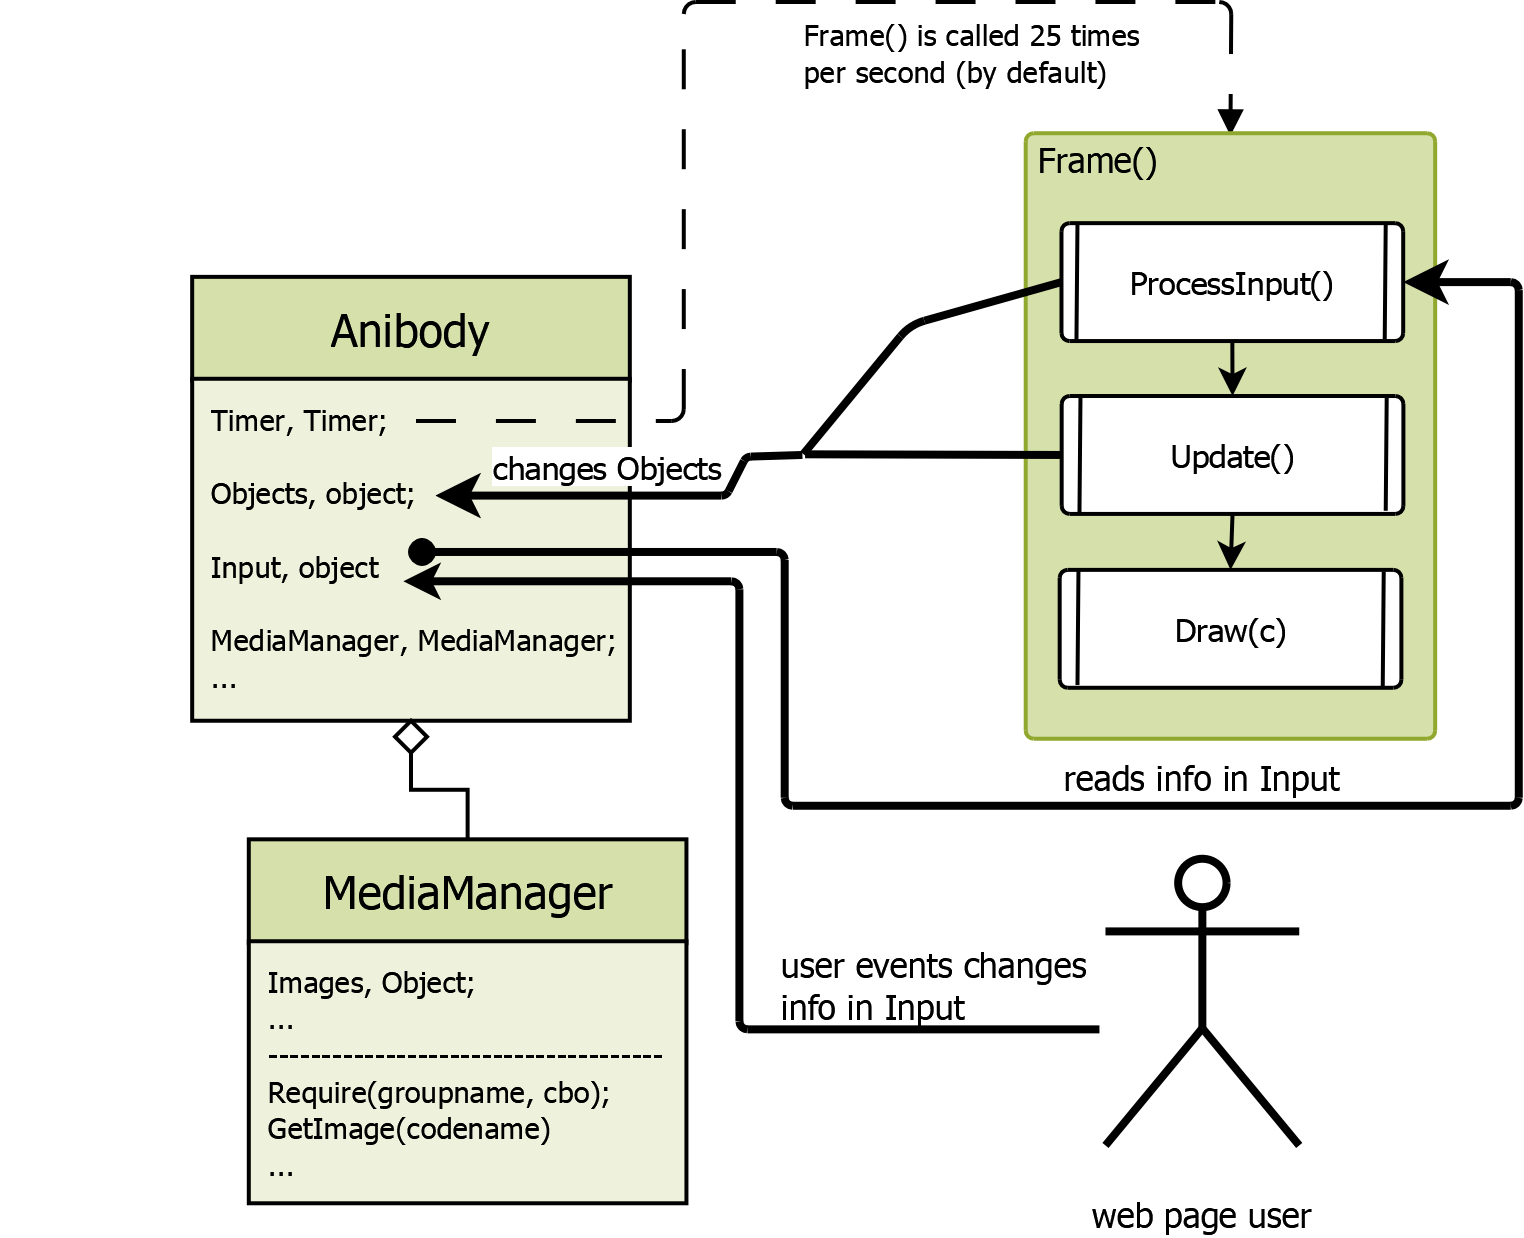 Frame() is called 25 times
per second (by default)
Frame()
ProcessInput()
Update()
Draw(c)
Anibody
Timer, Timer;
changes Objects
Objects, object;
Input, object
MediaManager, MediaManager;
...
reads info in Input
MediaManager
Images, Object;
...
-------------------------------------
Require(groupname, cbo);
GetImage(codename)
...
user events changes
info in Input
web page user